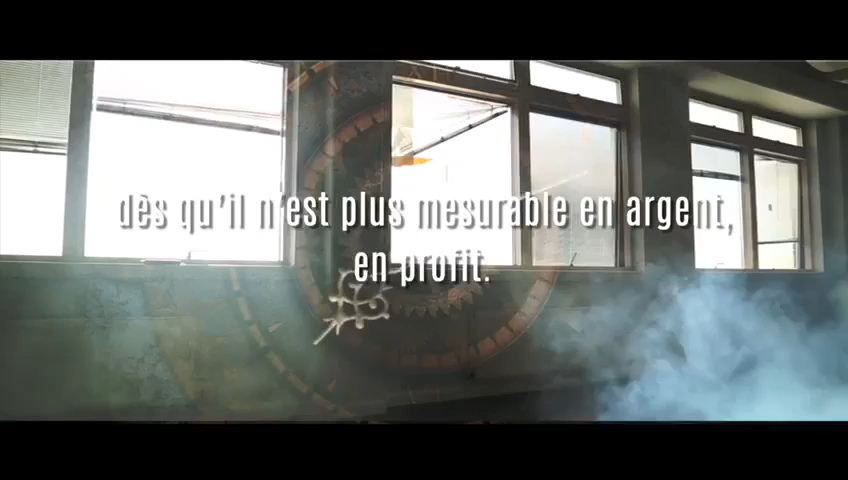 dès qu'il n'est plus mesurable en argent,
en profit.